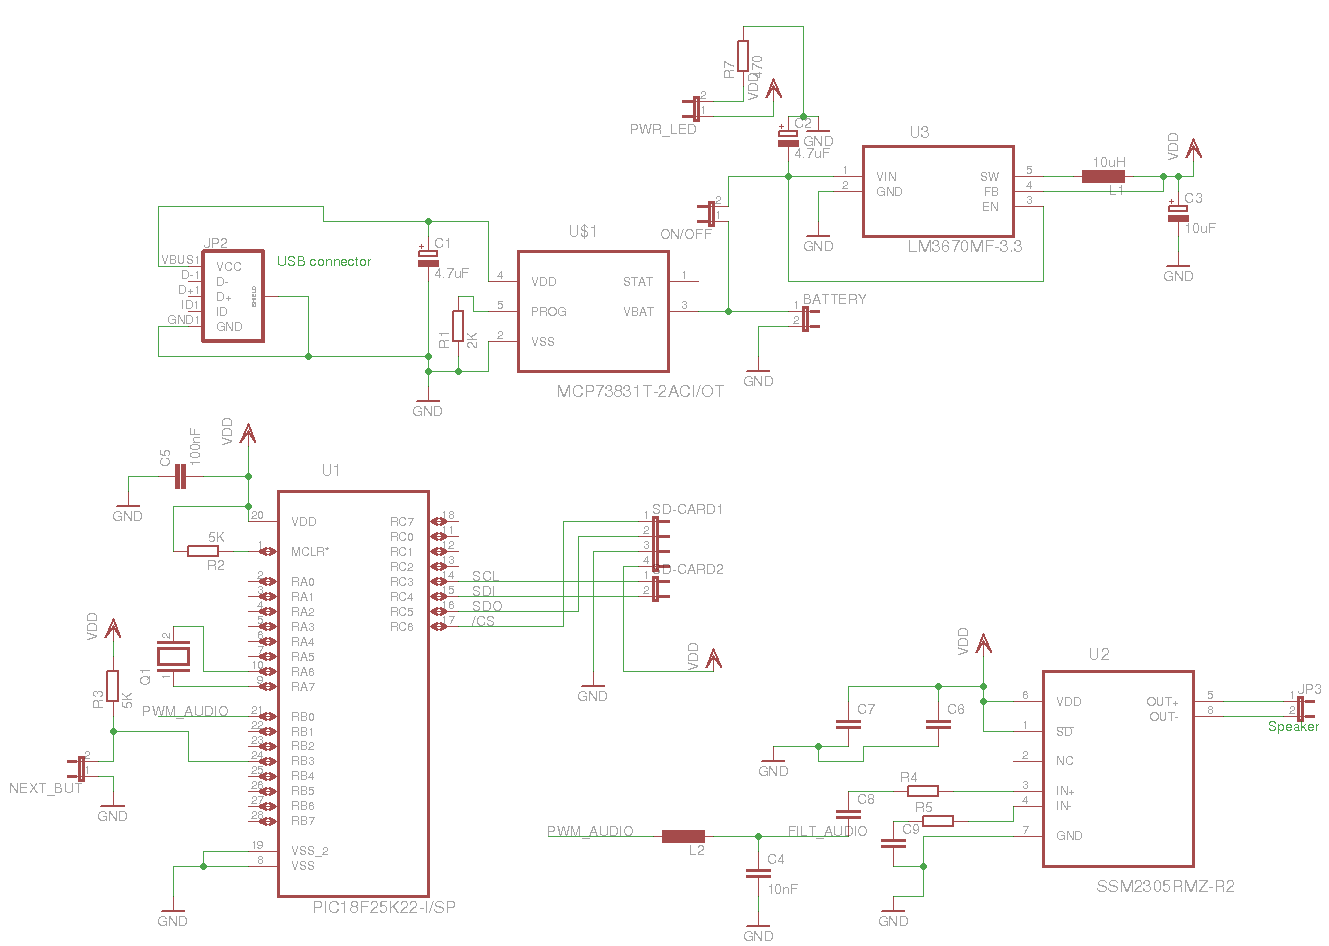 R7
470
VDD
2
1
PWR_LED
C2
4.7uF
GND
U3
1
VIN
2
GND
SW
5
FB
4
EN
3
LM3670MF-3.3
GND
10uH
L1
VDD
C3
10uF
GND
ON/OFF
2
1
JP2
USB connector
VBUS1
VCC
D-1
D-
D+1
D+
ID1
ID
GND1
GND
SHIELD
C1
4.7uF
R1
2K
GND
U$1
4
VDD
5
PROG
2
VSS
STAT
1
VBAT
3
MCP73831T-2ACI/OT
BATTERY
1
2
GND
VDD
C5
100nF
GND
5K
R2
U1
20
VDD
1
MCLR*
2
RA0
3
RA1
4
RA2
5
RA3
6
RA4
7
RA5
10
RA6
9
RA7
21
RB0
22
RB1
23
RB2
24
RB3
25
RB4
26
RB5
27
RB6
28
RB7
19
VSS_2
8
VSS
RC7
18
RC0
11
RC1
12
RC2
13
RC3
14
SCL
RC4
15
SDI
RC5
16
SDO
RC6
17
/CS
PIC18F25K22-I/SP
SD-CARD1
1
2
3
4
SD-CARD2
1
2
GND
VDD
VDD
R3
5K
Q1
2
1
PWM_AUDIO
2
1
NEXT_BUT
GND
GND
VDD
C7
C6
GND
U2
6
VDD
1
SD
2
NC
3
IN+
4
IN-
7
GND
OUT+
5
OUT-
8
SSM2305RMZ-R2
JP3
1
2
Speaker
R4
C8
R5
C9
PWM_AUDIO
L2
FILT_AUDIO
C4
10nF
GND
GND